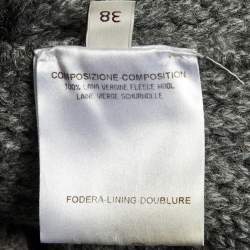 38
COMPOSIZIONE-COMPOSITION
100% LANA VERGINE FLEECE WOOL
LAINE VIERGE SCHURWOLLE
FODERA-LINING DOUBLURE